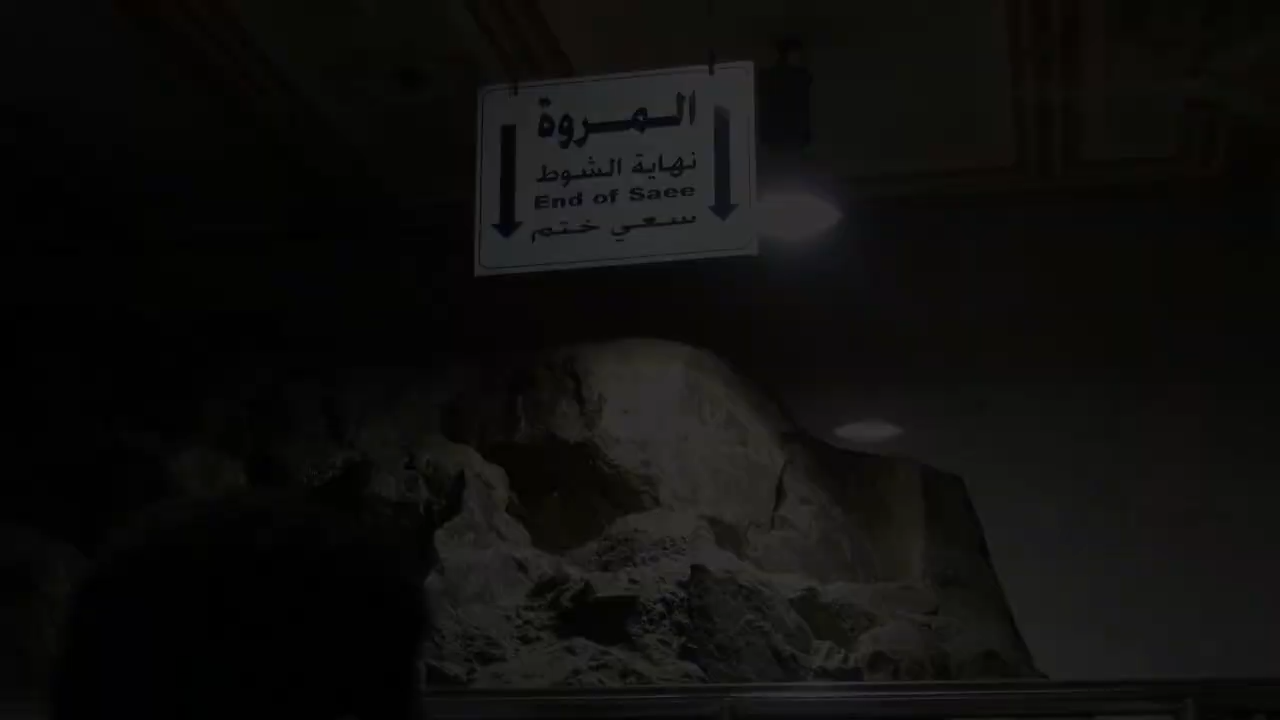 المروة
نهاية الشوط
End of Saee
سعي ختم